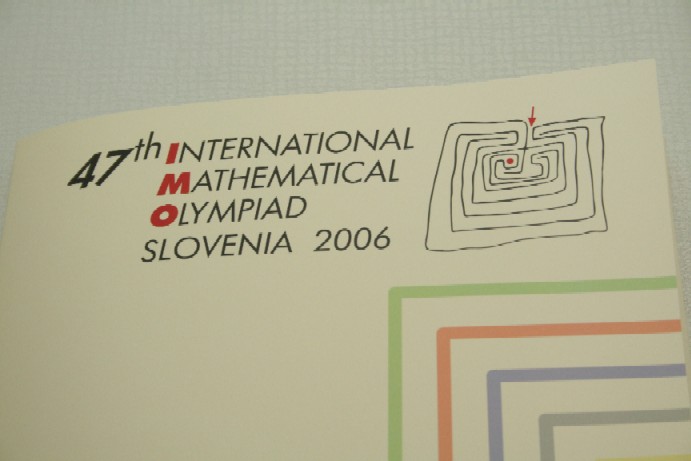 47th INTERNATIONAL
MATHEMATICAL
OLYMPIAD
SLOVENIA 2006